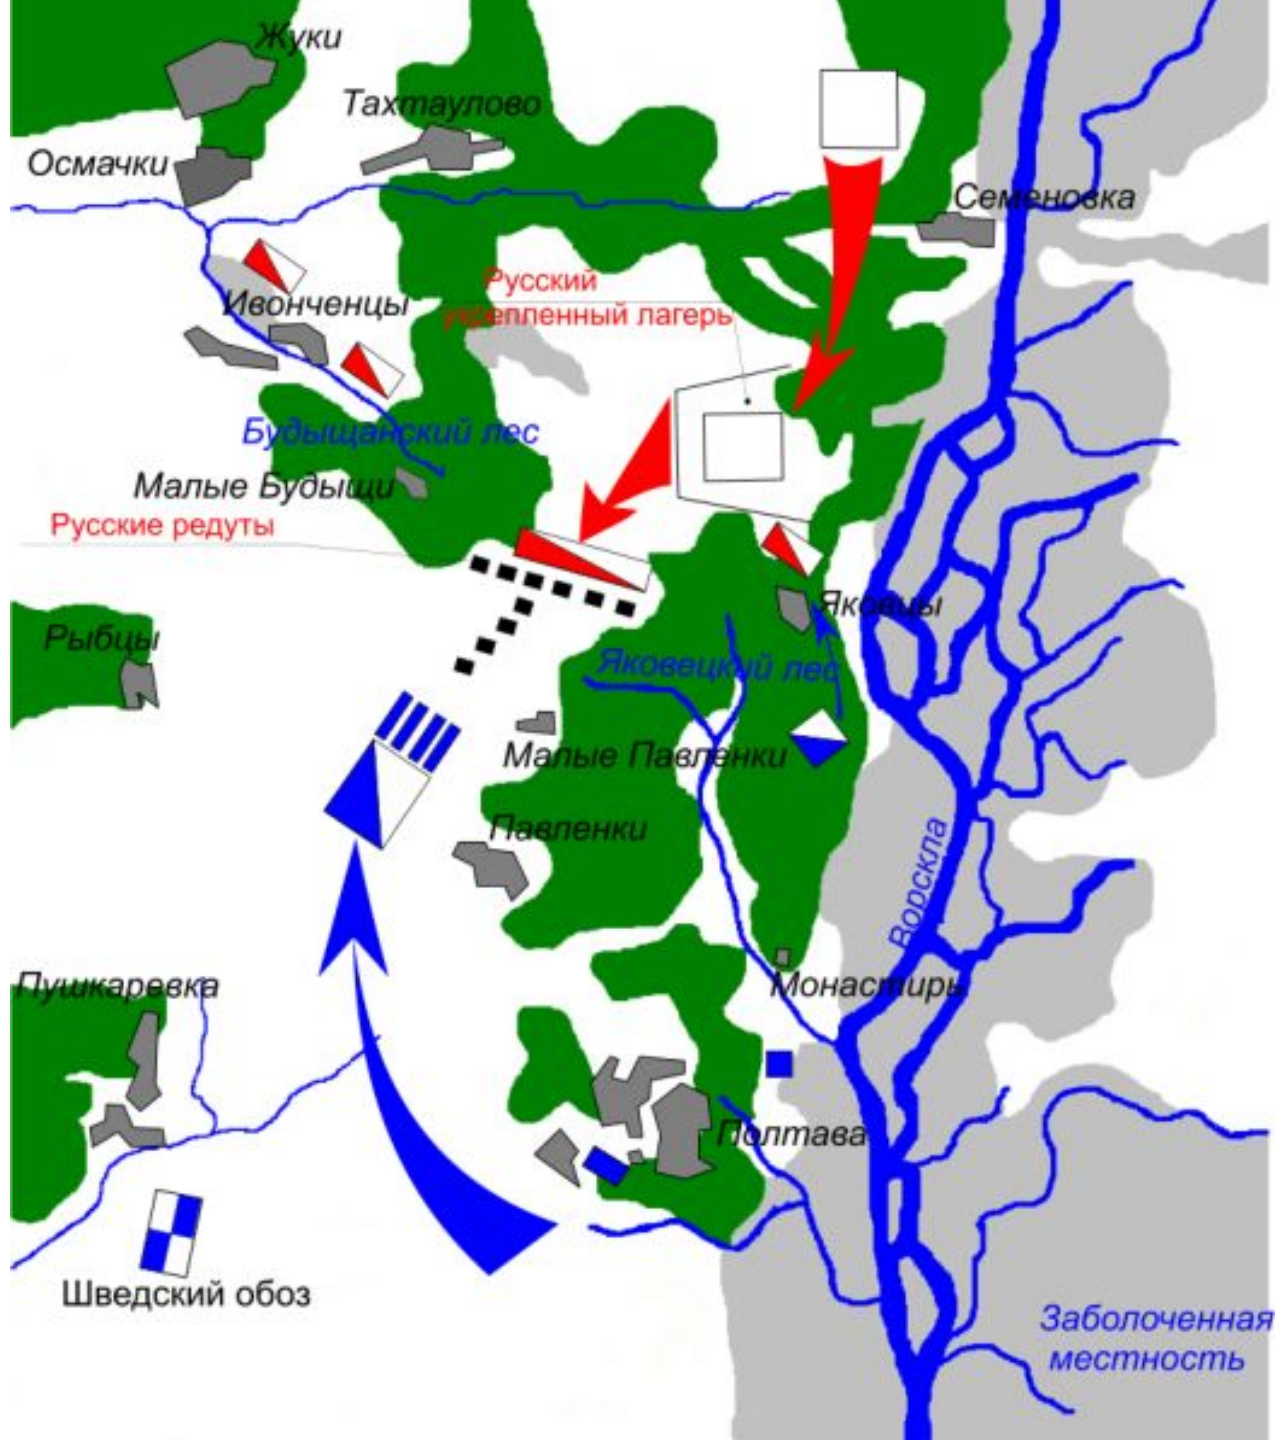 Жуки
Тахтаулово
Осмачки
Семеновка
Русский
укрепленный лагерь
Ивонченцы
Будыщанский лес
Малые Будыщи
Русские редуты
Яковцы
Рыбцы
Яковецкий лес
Малые Павленки
Павленки
Ворскла
Пушкаревка
Монастирь
Полтава
Шведский обоз
Заболоченная
местность